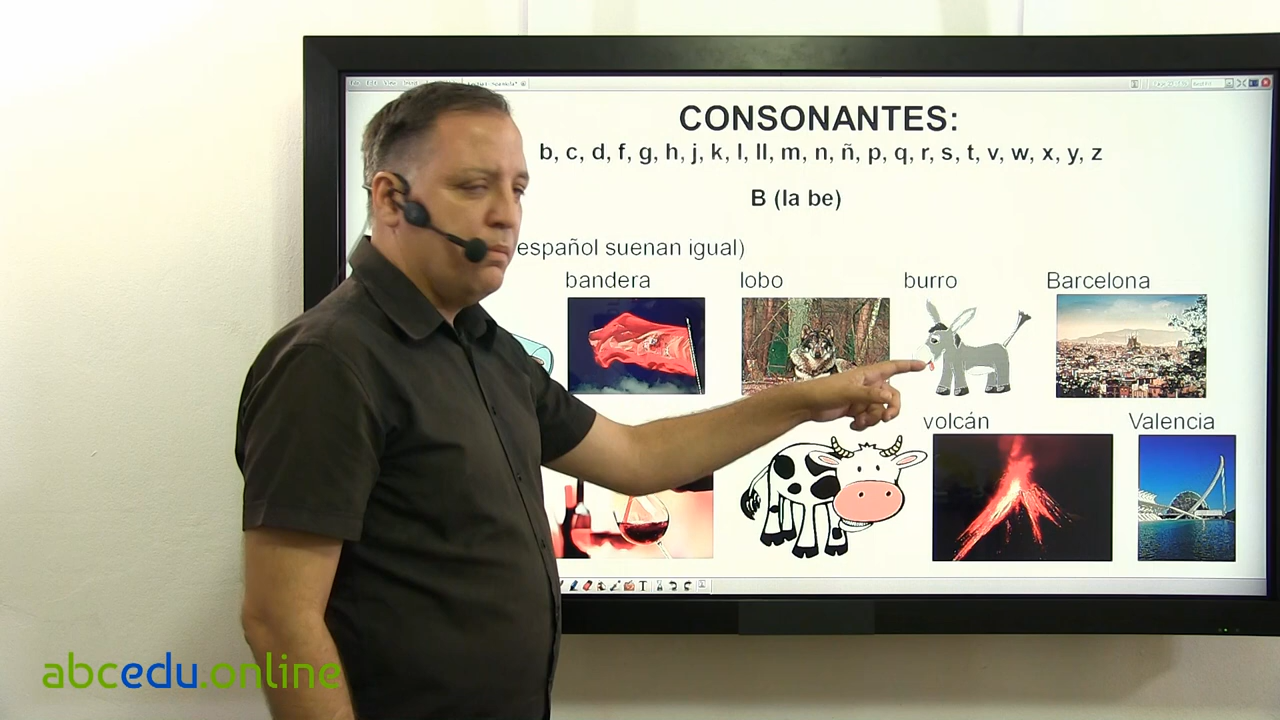 CONSONANTES:
b, c, d, f, g, h, j, k, l, ll, m, n, ñ, p, q, r, s, t, v, w, x, y, z
B (la be)
español suenan igual)
bandera lobo burro Barcelona
volcán Valencia
abcedu.online